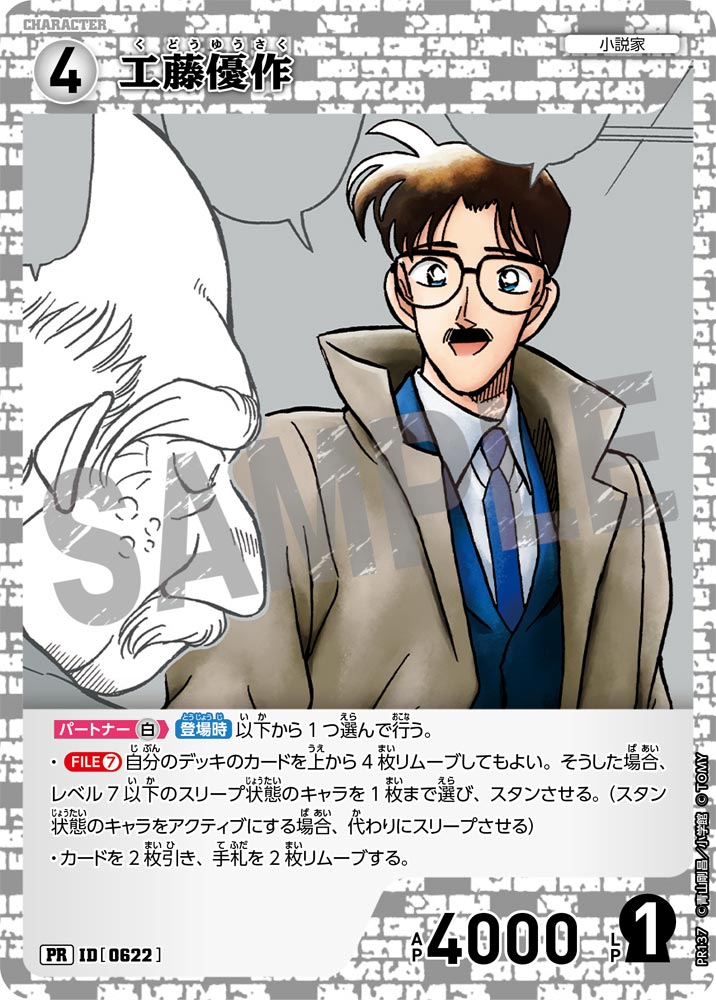 CHARACTER
4
くどうゆうさく
工藤優作
小説家
SAMPLE
パートナー 白 登場時 以下から1つ選んで行う。
・FILE7 自分のデッキのカードを上から4枚リムーブしてもよい。そうした場合、
レベル7以下のスリープ状態のキャラを1枚まで選び、スタンさせる。(スタン
状態のキャラをアクティブにする場合、代わりにスリープさせる)
・カードを2枚引き、手札を2枚リムーブする。
PR ID[0622]
AP 4000
LP 1
PR137 ©青山剛昌/小学館 ©TOMY